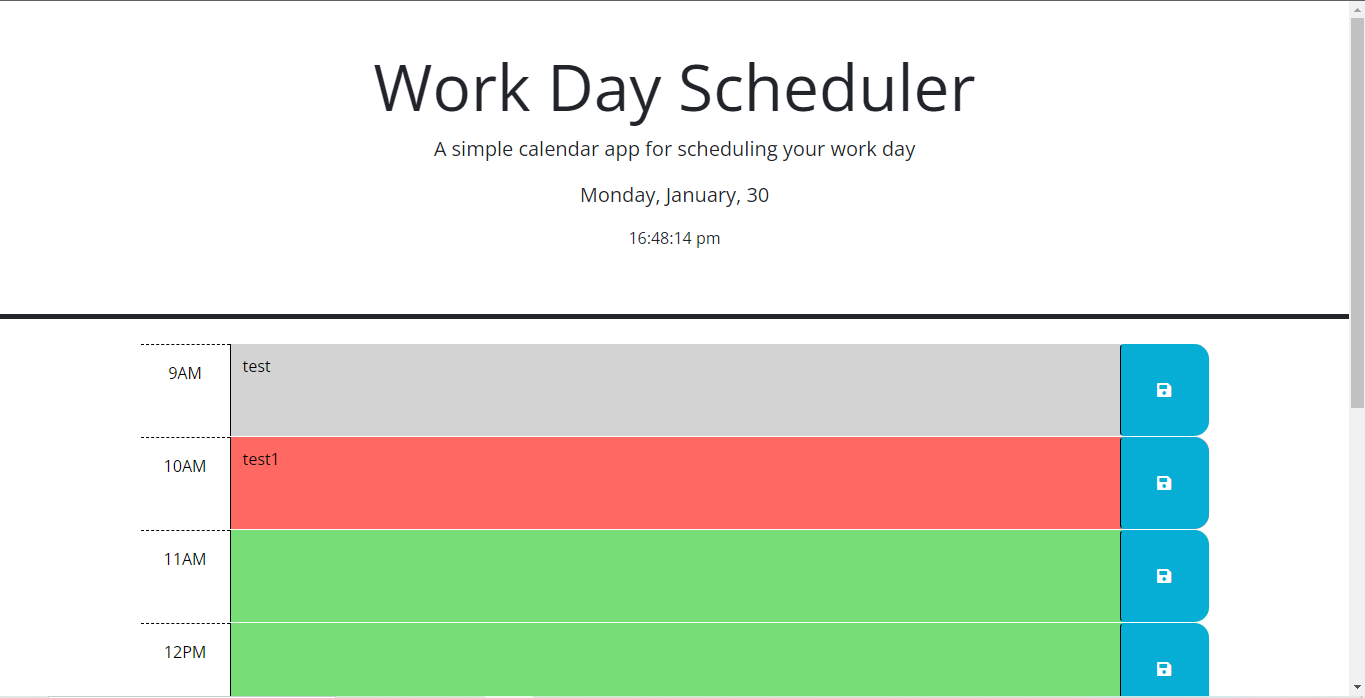 Work Day Scheduler
A simple calendar app for scheduling your work day
Monday, January, 30
16:48:14 pm
9AM
test
10AM
test1
11AM
12PM